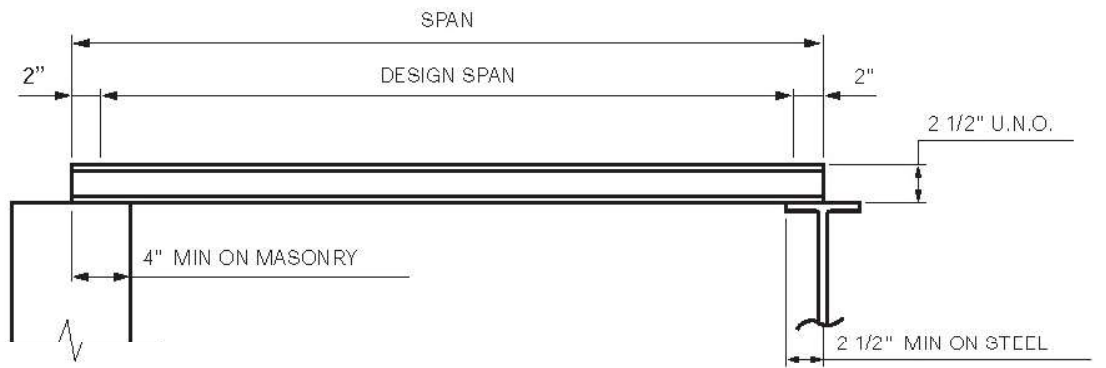 SPAN
2” DESIGN SPAN 2"
2 1/2" U.N.O.
4" MIN ON MASONRY
2 1/2" MIN ON STEEL